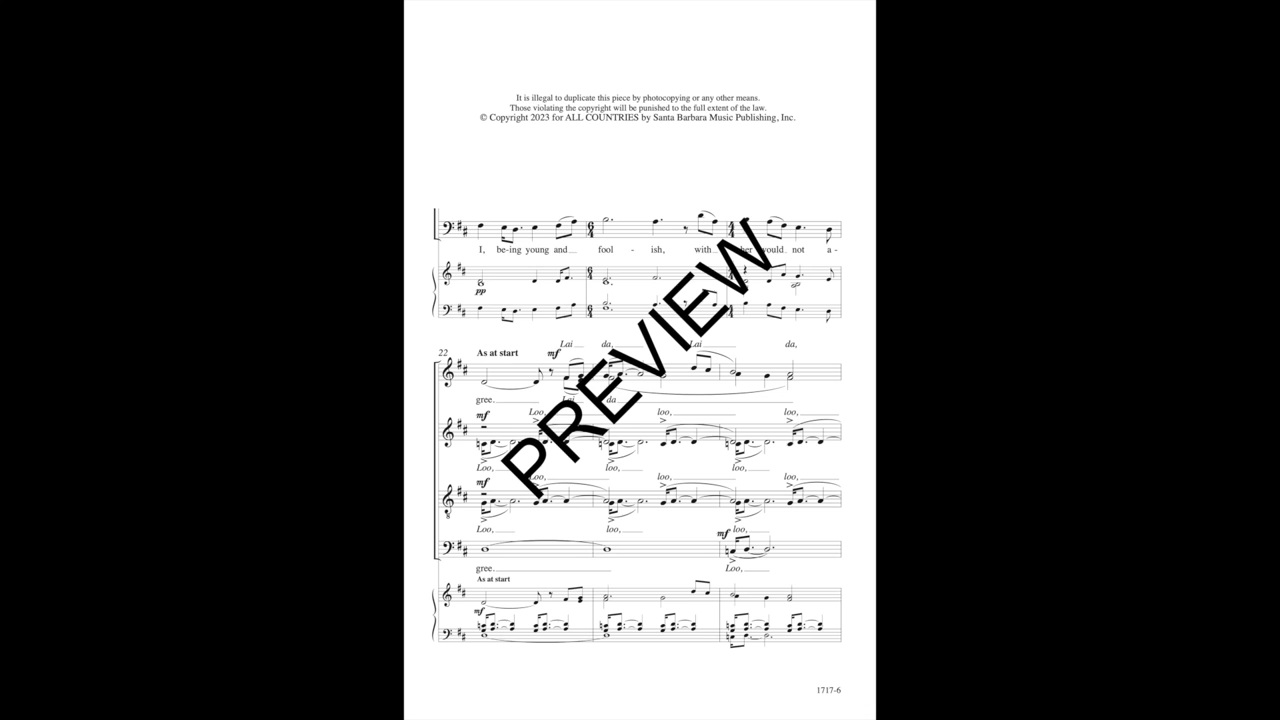 It is illegal to duplicate this piece by photocopying or any other means.
Those violating the copyright will be punished to the full extent of the law.
© Copyright 2023 for ALL COUNTRIES by Santa Barbara Music Publishing, Inc.
I, be-ing young and fool - ish, with would not a -
pp
PREVIEW
Lai da, Lai da,
22 As at start mf
gree. Lai da
mf Loo, loo, loo,
Loo, loo, loo,
mf Loo, loo, loo,
Loo, loo, mf loo,
gree. Loo,
As at start
mf
1717-6